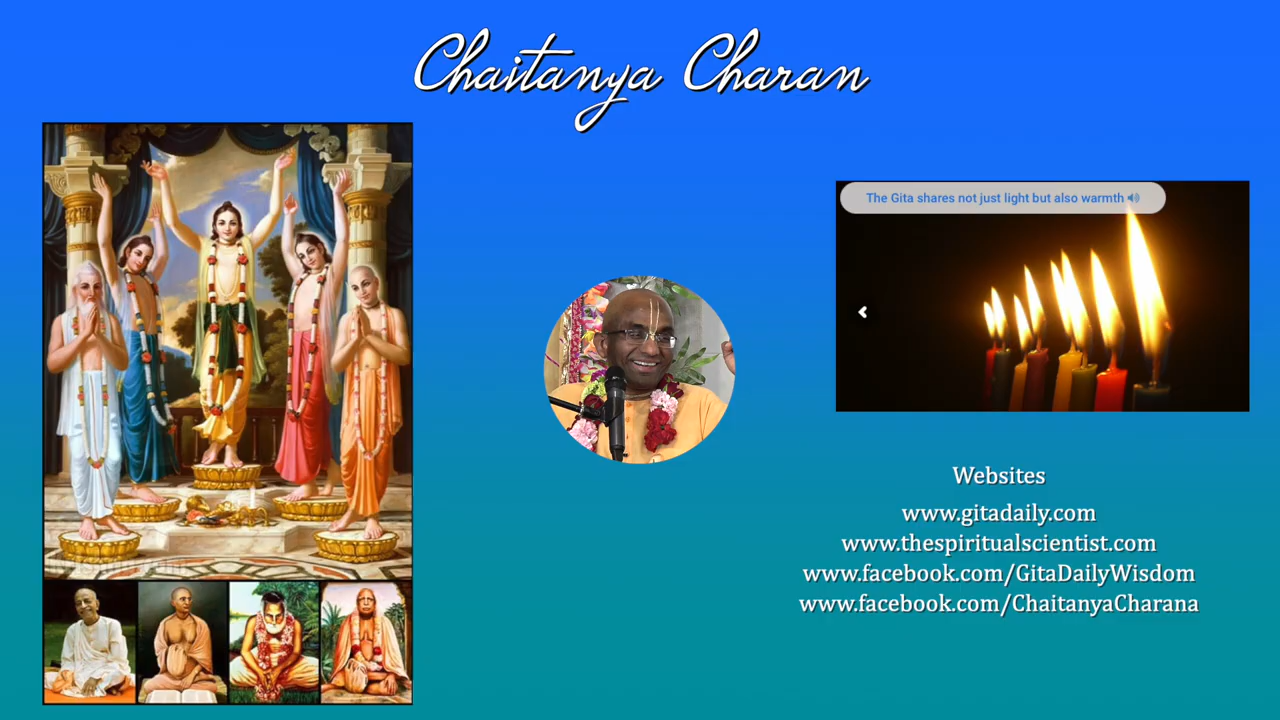 Chaitanya Charan
The Gita shares not just light but also warmth
Websites
www.gitadaily.com
www.thespiritualscientist.com
www.facebook.com/GitaDailyWisdom
www.facebook.com/ChaitanyaCharana